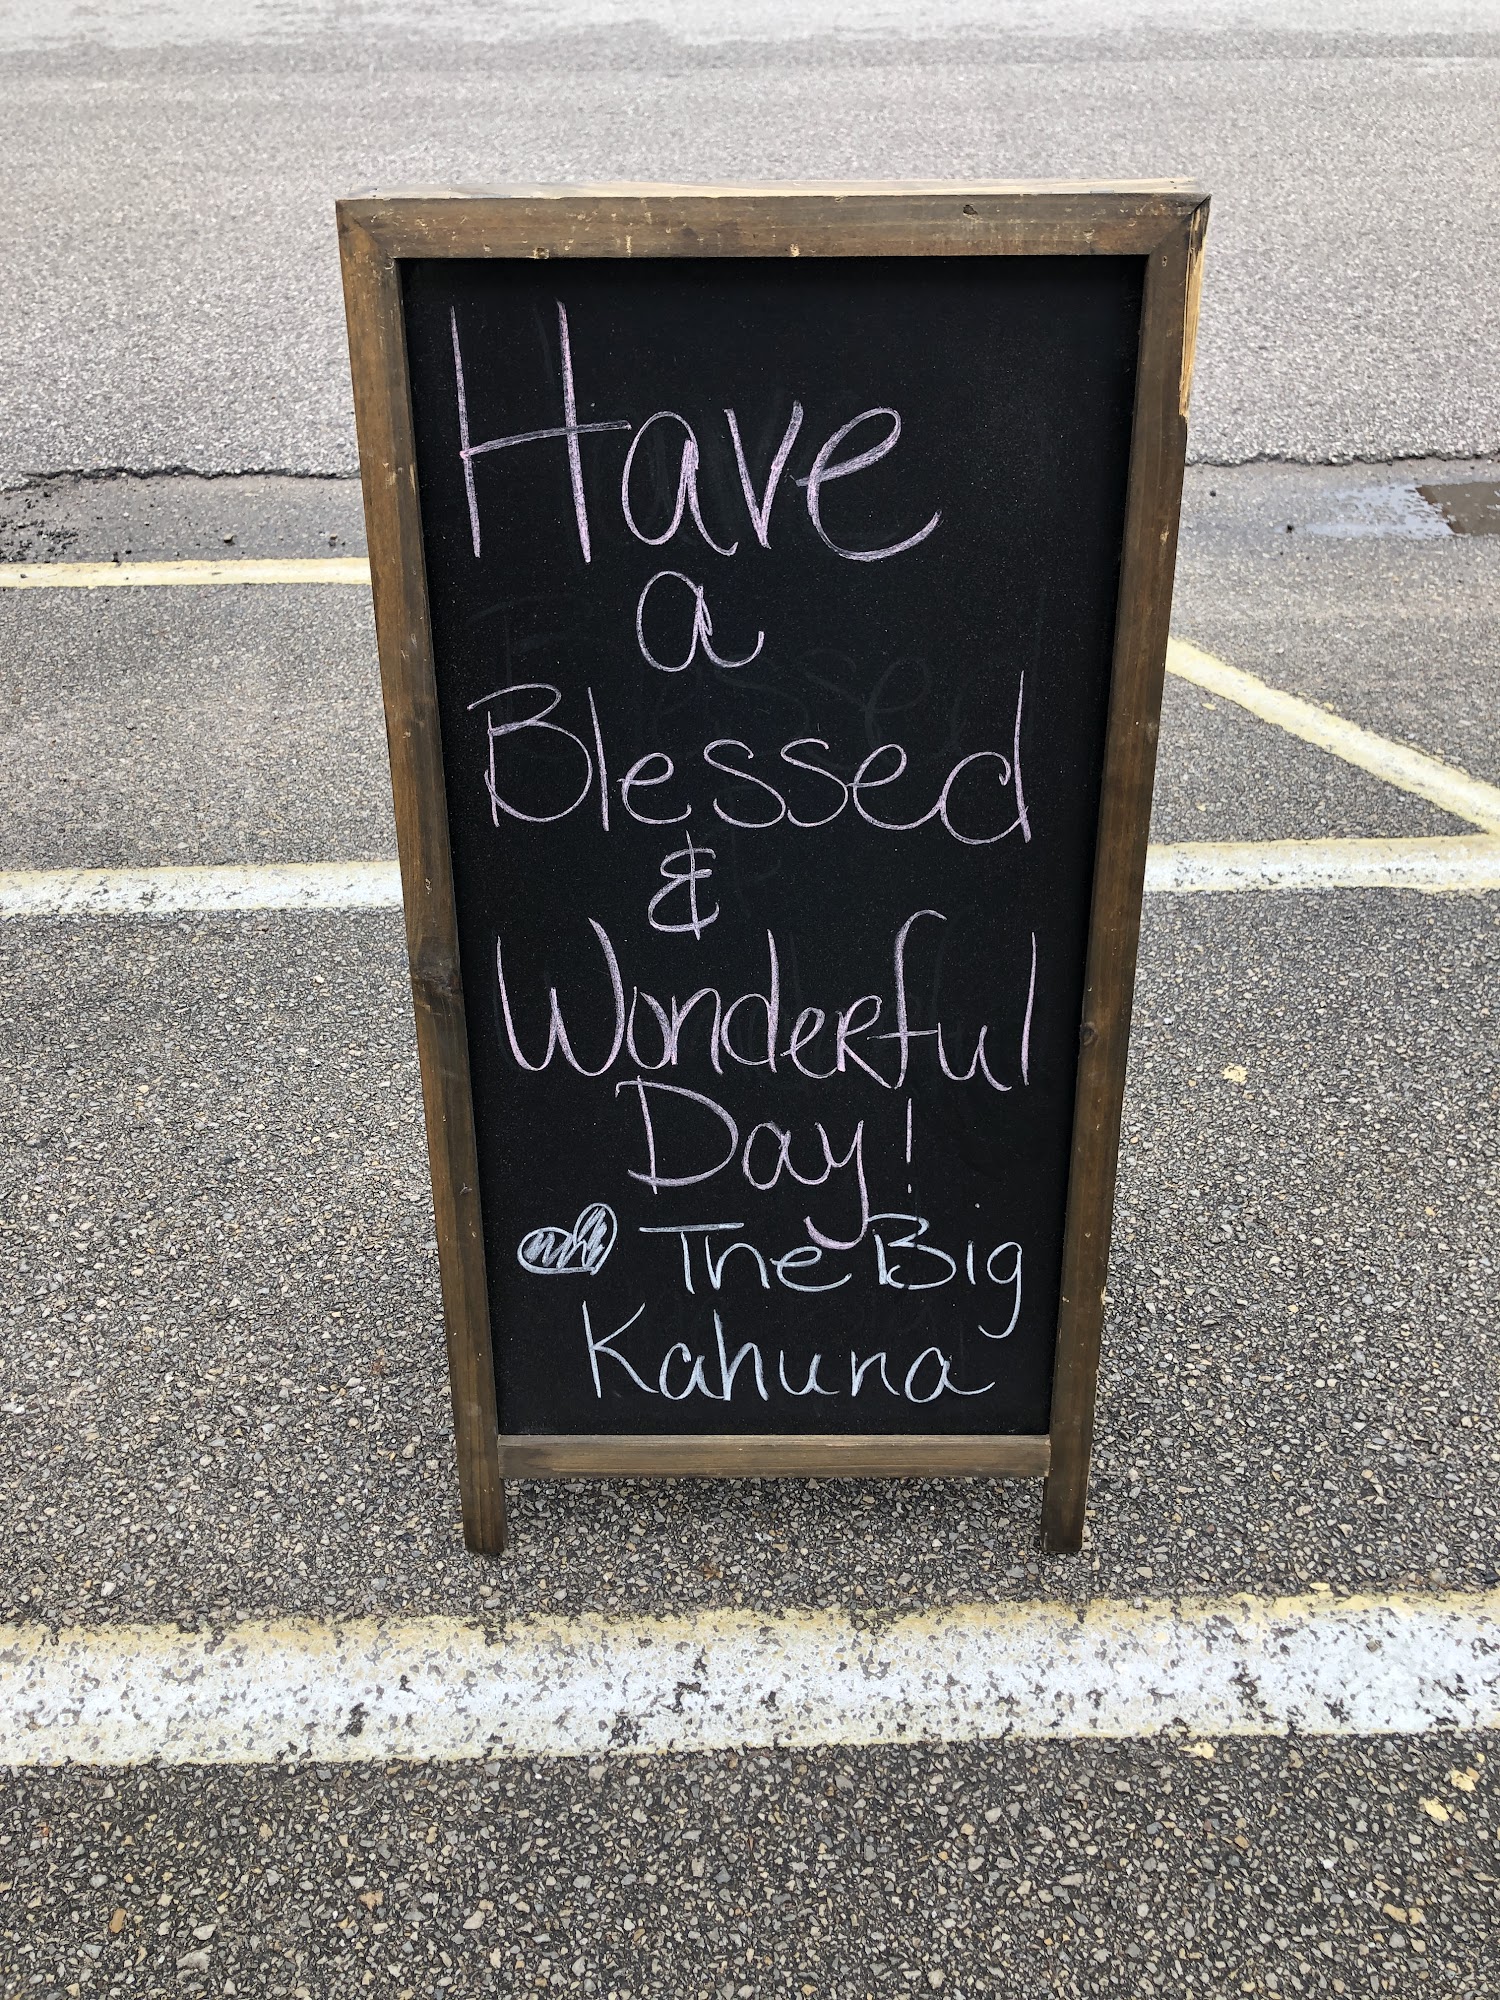 Have
a
Blessed
&
Wonderful
Day!
The Big
Kahuna